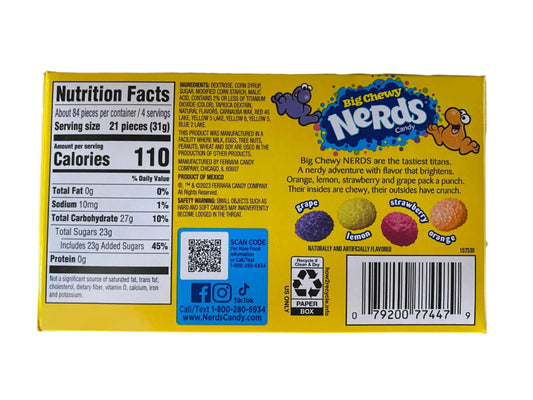 Nutrition Facts
About 84 pieces per container / 4 servings
Serving size 21 pieces (31g)
Amount per serving
Calories 110
% Daily Value
Total Fat 0g 0%
Sodium 10mg 1%
Total Carbohydrate 27g 10%
Total Sugars 23g
Includes 23g Added Sugars 45%
Protein 0g
Not a significant source of saturated fat, trans fat,
cholesterol, dietary fiber, vitamin D, calcium, iron
and potassium.
INGREDIENTS: DEXTROSE, CORN SYRUP,
SUGAR, MODIFIED CORN STARCH, MALIC
ACID, CONTAINS 2% OR LESS OF TITANIUM
DIOXIDE (COLOR), TAPIOCA DEXTRIN,
NATURAL FLAVORS, CARNAUBA WAX, RED 40
LAKE, YELLOW 5 LAKE, YELLOW 6, YELLOW 5,
BLUE 2 LAKE.
THIS PRODUCT WAS MANUFACTURED IN A
FACILITY WHERE MILK, EGGS, TREE NUTS,
PEANUTS, WHEAT AND SOY ARE USED IN THE
PRODUCTION OF OTHER PRODUCTS.
MANUFACTURED BY FERRARA CANDY
COMPANY, CHICAGO, IL 60607
PRODUCT OF MEXICO
®, ™ & ©2023 FERRARA CANDY COMPANY.
All Rights Reserved.
SAFETY WARNING: SMALL OBJECTS SUCH AS
HARD AND SOFT CANDIES MAY INADVERTENTLY
BECOME LODGED IN THE THROAT.
SCAN CODE
For More Food
Information
or Call/Text
1-800-280-6934
TikTok
Call/Text 1-800-280-6934
www.NerdsCandy.com
Big Chewy
Nerds
Candy
Big Chewy NERDS are the tastiest titans.
A nerdy adventure with flavor that brightens.
Orange, lemon, strawberry and grape pack a punch.
Their insides are chewy, their outsides have crunch.
grape
lemon
strawberry
orange
NATURALLY AND ARTIFICIALLY FLAVORED
157539
Recycle if
Clean & Dry
PAPER
BOX
US ONLY
how2recycle.info
0 79200 77447 9